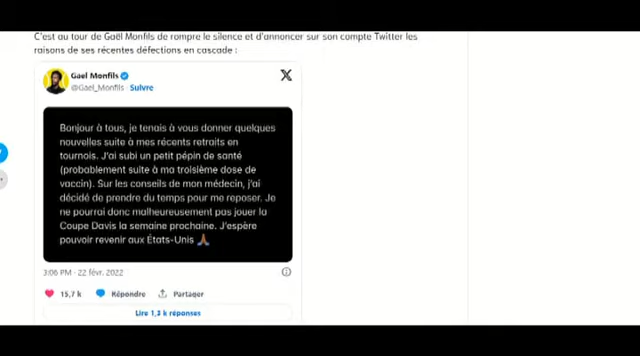 C'est au tour de Gaël Monfils de rompre le silence et d'annoncer sur son compte Twitter les
raisons de ses récentes défections en cascade :
Gael Monfils
@Gael_Monfils · Suivre
Bonjour à tous, je tenais à vous donner quelques
nouvelles suite à mes récents retraits en
tournois. J'ai subi un petit pépin de santé
(probablement suite à ma troisième dose de
vaccin). Sur les conseils de mon médecin, j'ai
décidé de prendre du temps pour me reposer. Je
ne pourrai donc malheureusement pas jouer la
Coupe Davis la semaine prochaine. J'espère
pouvoir revenir aux États-Unis 🙏🏾
3:06 PM · 22 févr. 2022
15,7 k Répondre Partager
Lire 1,3 k réponses